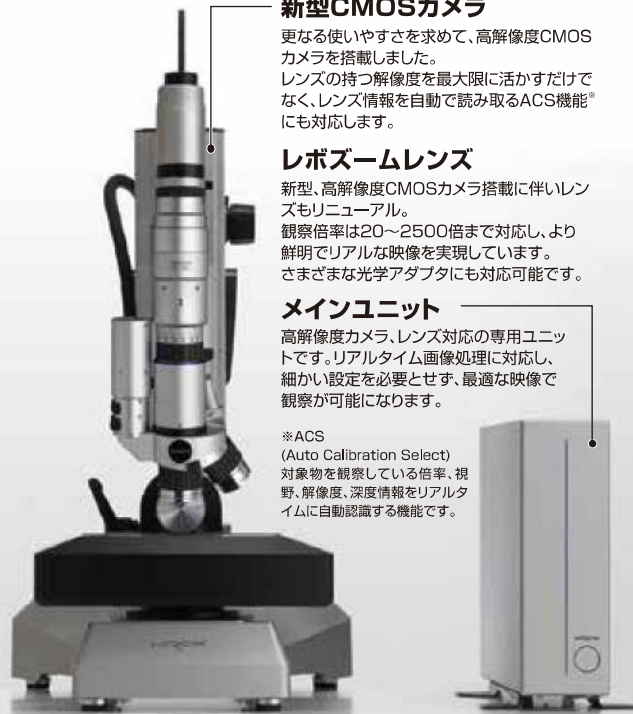 新型CMOSカメラ
更なる使いやすさを求めて、高解像度CMOS
カメラを搭載しました。
レンズの持つ解像度を最大限に活かすだけで
なく、レンズ情報を自動で読み取るACS機能※
にも対応します。
レボズームレンズ
新型、高解像度CMOSカメラ搭載に伴いレン
ズもリニューアル。
観察倍率は20～2500倍まで対応し、より
鮮明でリアルな映像を実現しています。
さまざまな光学アダプタにも対応可能です。
メインユニット
高解像度カメラ、レンズ対応の専用ユニッ
トです。リアルタイム画像処理に対応し、
細かい設定を必要とせず、最適な映像で
観察が可能になります。
※ACS
(Auto Calibration Select)
対象物を観察している倍率、視
野、解像度、深度情報をリアルタ
イムに自動認識する機能です。